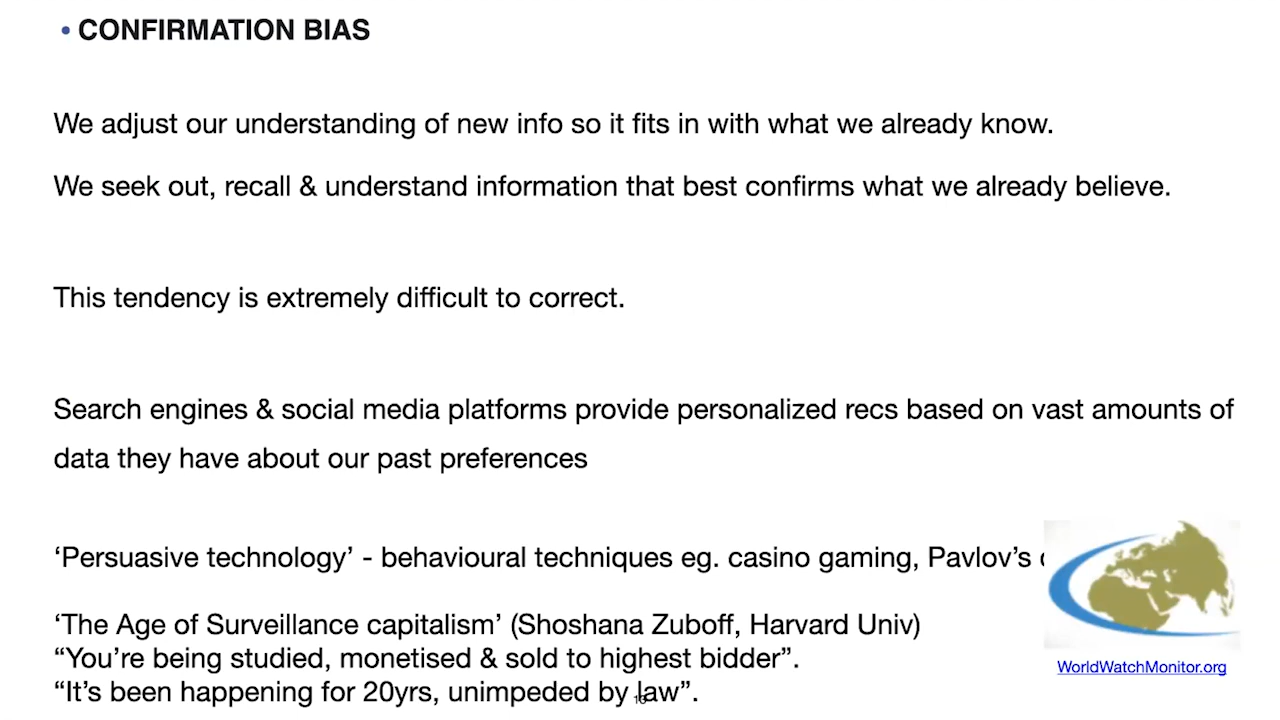 • CONFIRMATION BIAS
We adjust our understanding of new info so it fits in with what we already know.
We seek out, recall & understand information that best confirms what we already believe.
This tendency is extremely difficult to correct.
Search engines & social media platforms provide personalized recs based on vast amounts of
data they have about our past preferences
‘Persuasive technology’ - behavioural techniques eg. casino gaming, Pavlov’s
‘The Age of Surveillance capitalism’ (Shoshana Zuboff, Harvard Univ)
“You’re being studied, monetised & sold to highest bidder”.
“It’s been happening for 20yrs, unimpeded by law”.
WorldWatchMonitor.org